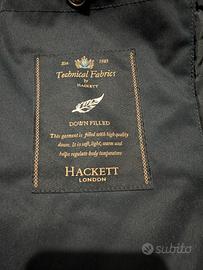 Est 1983
Technical Fabrics
by
HACKETT
DOWN FILLED
This garment is filled with high quality
down. It is soft, light, warm and
helps regulate body temperature
HACKETT
LONDON
subito